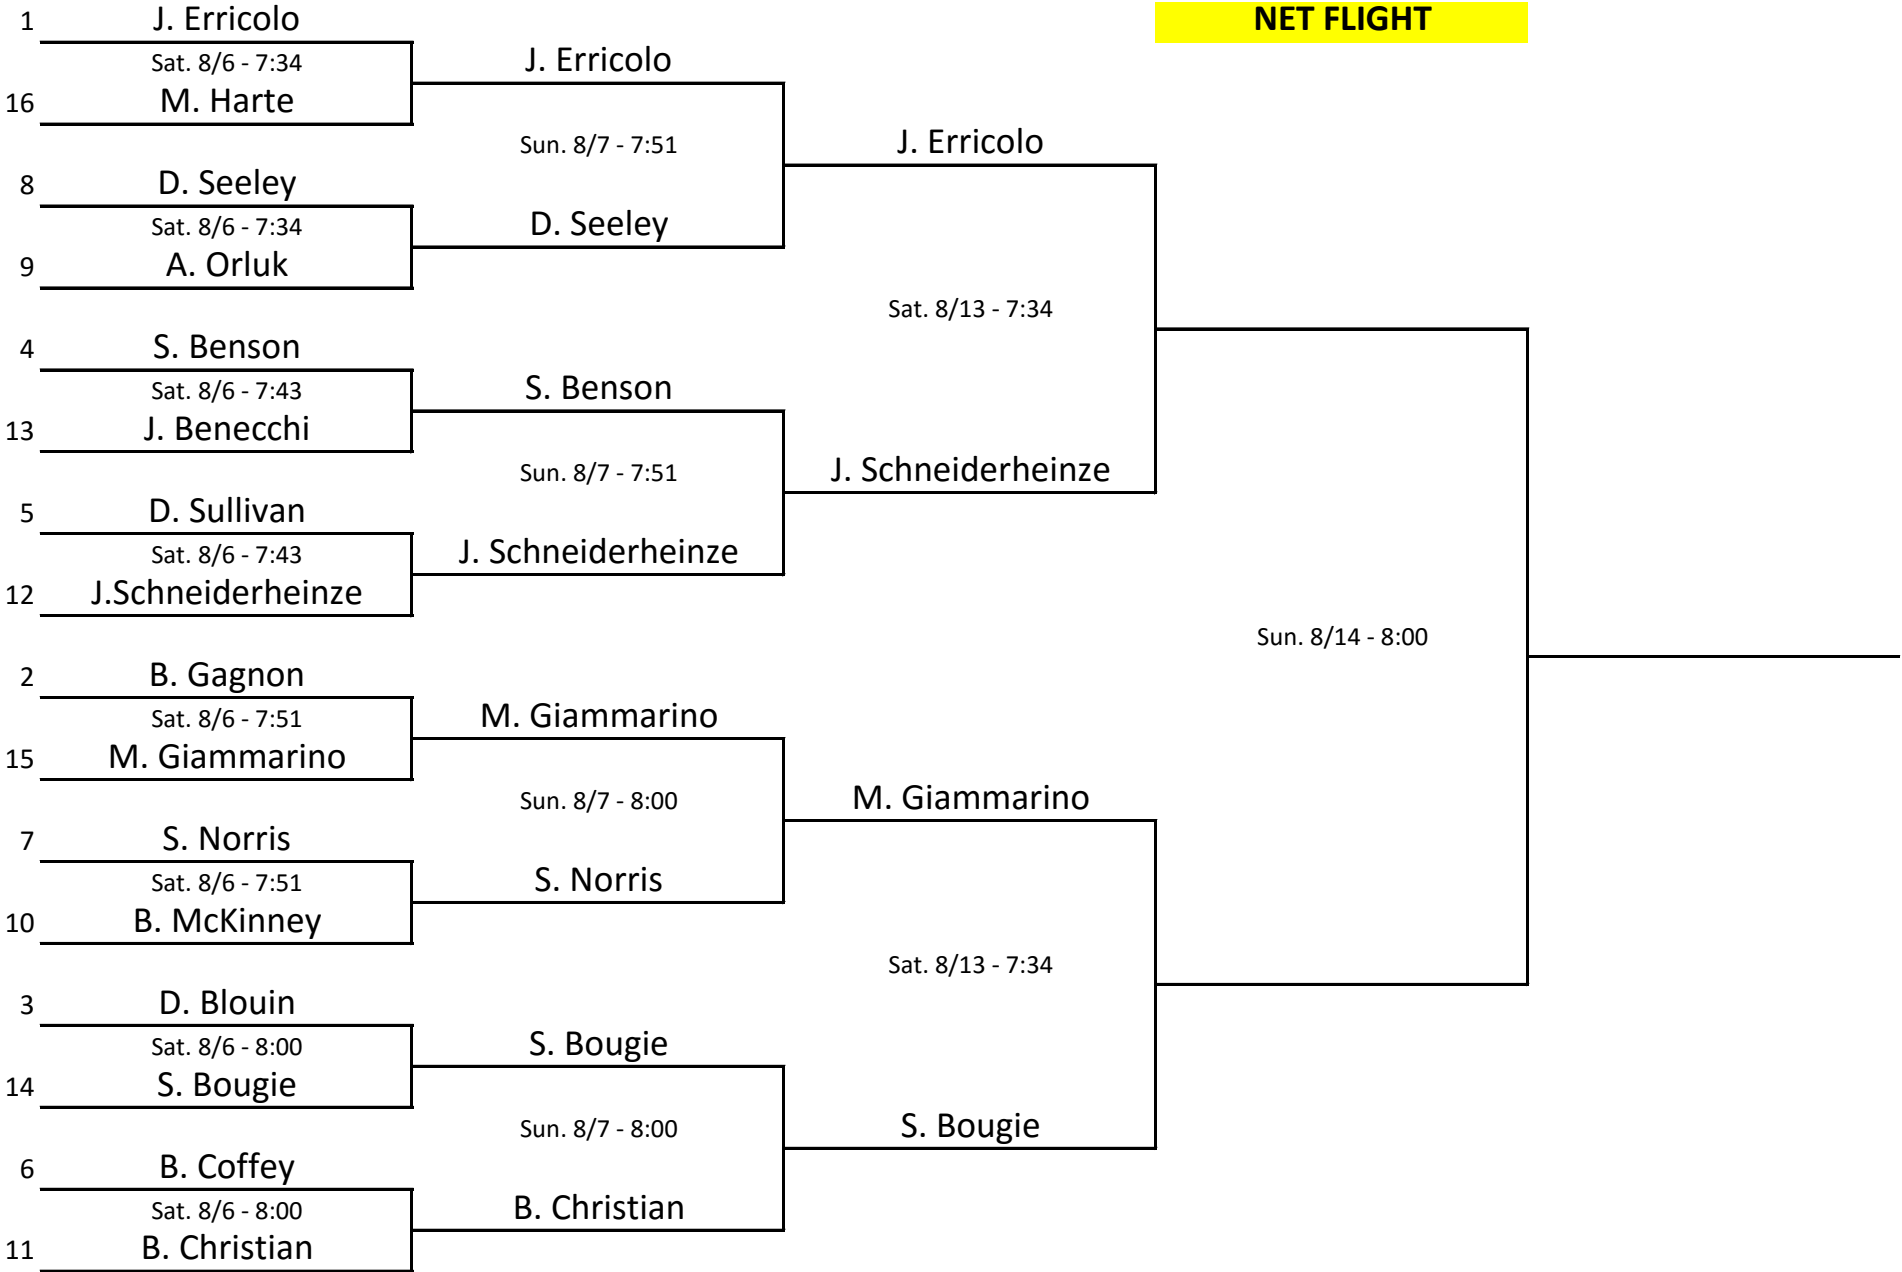 NET FLIGHT
1 J. Erricolo
Sat. 8/6 - 7:34
16 M. Harte
8 D. Seeley
Sat. 8/6 - 7:34
9 A. Orluk
4 S. Benson
Sat. 8/6 - 7:43
13 J. Benecchi
5 D. Sullivan
Sat. 8/6 - 7:43
12 J.Schneiderheinze
2 B. Gagnon
Sat. 8/6 - 7:51
15 M. Giammarino
7 S. Norris
Sat. 8/6 - 7:51
10 B. McKinney
3 D. Blouin
Sat. 8/6 - 8:00
14 S. Bougie
6 B. Coffey
Sat. 8/6 - 8:00
11 B. Christian
J. Erricolo
Sun. 8/7 - 7:51
D. Seeley
S. Benson
Sun. 8/7 - 7:51
J. Schneiderheinze
M. Giammarino
Sun. 8/7 - 8:00
S. Norris
S. Bougie
Sun. 8/7 - 8:00
B. Christian
J. Erricolo
Sat. 8/13 - 7:34
J. Schneiderheinze
M. Giammarino
Sat. 8/13 - 7:34
S. Bougie
Sun. 8/14 - 8:00